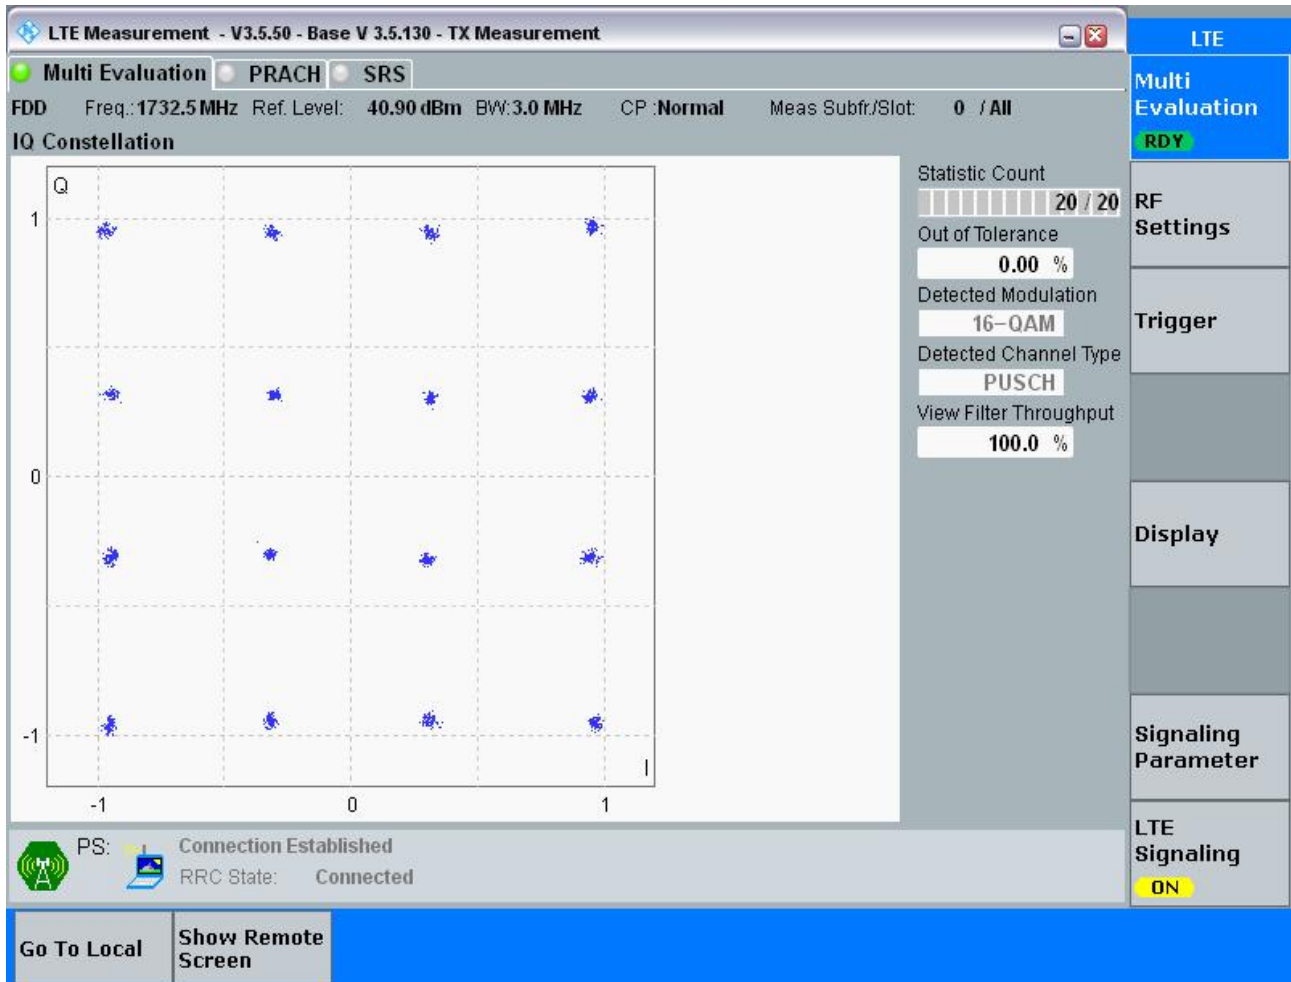 LTE Measurement - V3.5.50 - Base V 3.5.130 - TX Measurement
LTE
Multi Evaluation PRACH SRS
FDD Freq.: 1732.5 MHz Ref. Level: 40.90 dBm BW: 3.0 MHz CP :Normal Meas Subfr./Slot: 0 / All
IQ Constellation
Q
1
0
-1
-1 0 1
I
Statistic Count
20 / 20
Out of Tolerance
0.00 %
Detected Modulation
16-QAM
Detected Channel Type
PUSCH
View Filter Throughput
100.0 %
Multi
Evaluation
RDY
RF
Settings
Trigger
Display
Signaling
Parameter
LTE
Signaling
ON
PS: Connection Established
RRC State: Connected
Go To Local
Show Remote
Screen